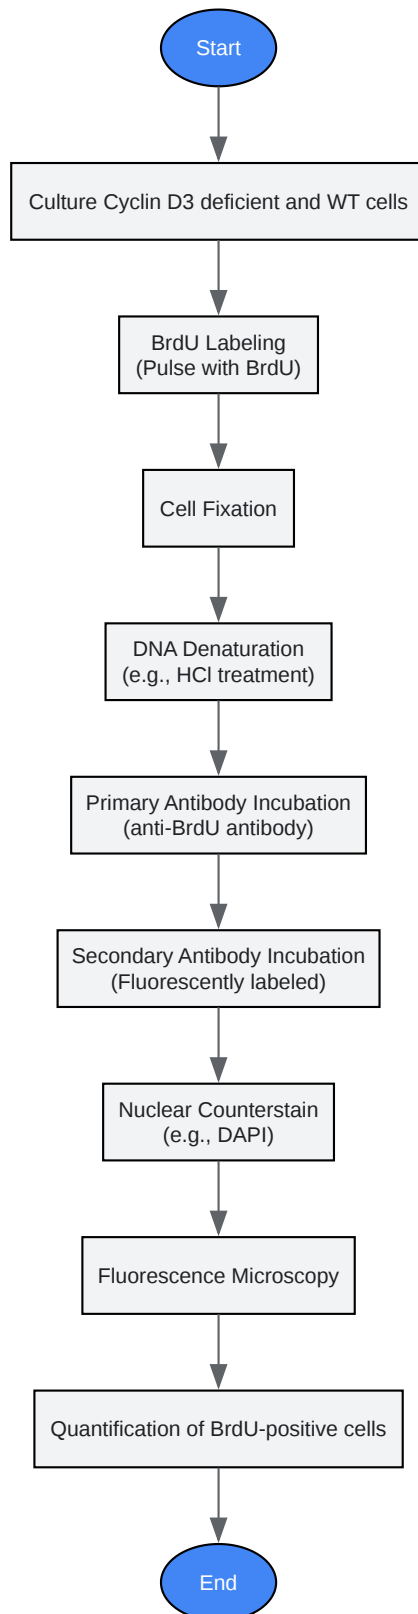 Start
Culture Cyclin D3 deficient and WT cells
BrdU Labeling
(Pulse with BrdU)
Cell Fixation
DNA Denaturation
(e.g., HCl treatment)
Primary Antibody Incubation
(anti-BrdU antibody)
Secondary Antibody Incubation
(Fluorescently labeled)
Nuclear Counterstain
(e.g., DAPI)
Fluorescence Microscopy
Quantification of BrdU-positive cells
End